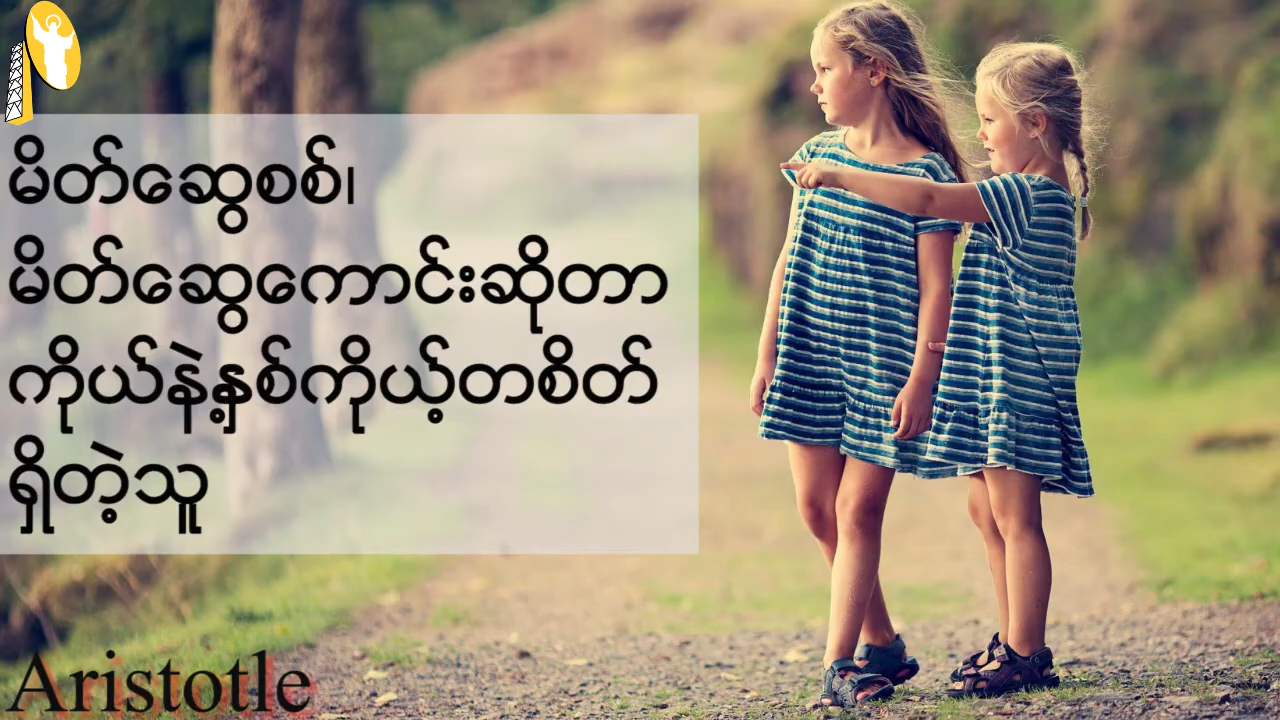 မိတ်ဆွေစစ်၊
မိတ်ဆွေကောင်းဆိုတာ
ကိုယ်နဲ့နှစ်ကိုယ့်တစိတ်
ရှိတဲ့သူ
Aristotle